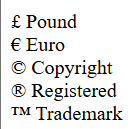 £ Pound
€ Euro
© Copyright
® Registered
™ Trademark